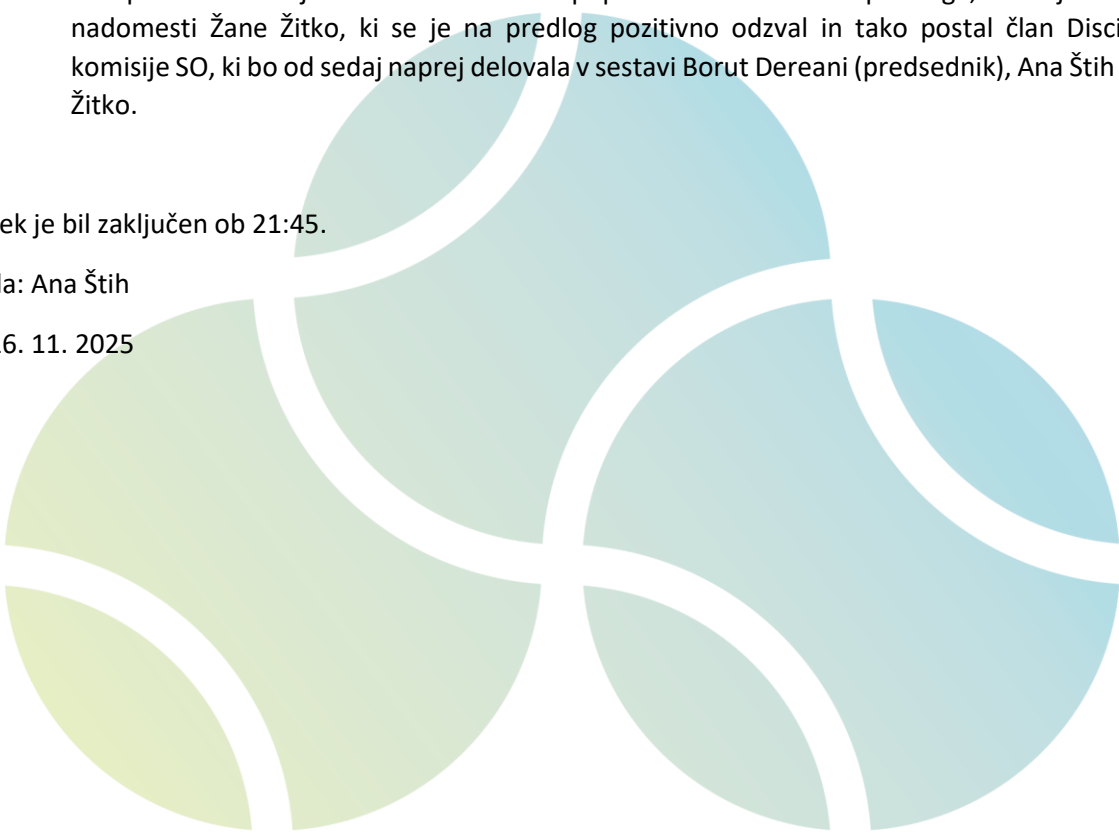 nadomesti Žane Žitko, ki se je na predlog pozitivno odzval in tako postal član Disci
komisije SO, ki bo od sedaj naprej delovala v sestavi Borut Dereani (predsednik), Ana Štih
Žitko.
ek je bil zaključen ob 21:45.
la: Ana Štih
6. 11. 2025